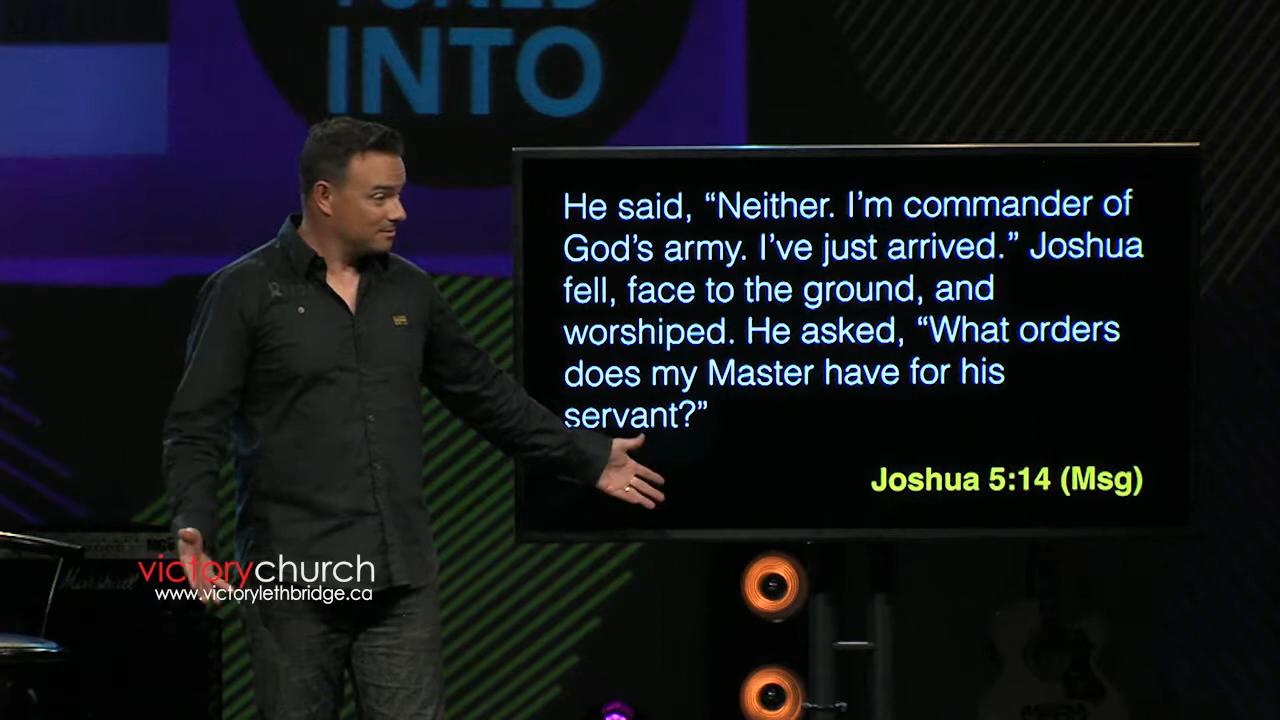 TUNED
INTO
He said, “Neither. I’m commander of
God’s army. I’ve just arrived.” Joshua
fell, face to the ground, and
worshiped. He asked, “What orders
does my Master have for his
servant?”
Joshua 5:14 (Msg)
Marshall
victorychurch
www.victorylethbridge.ca